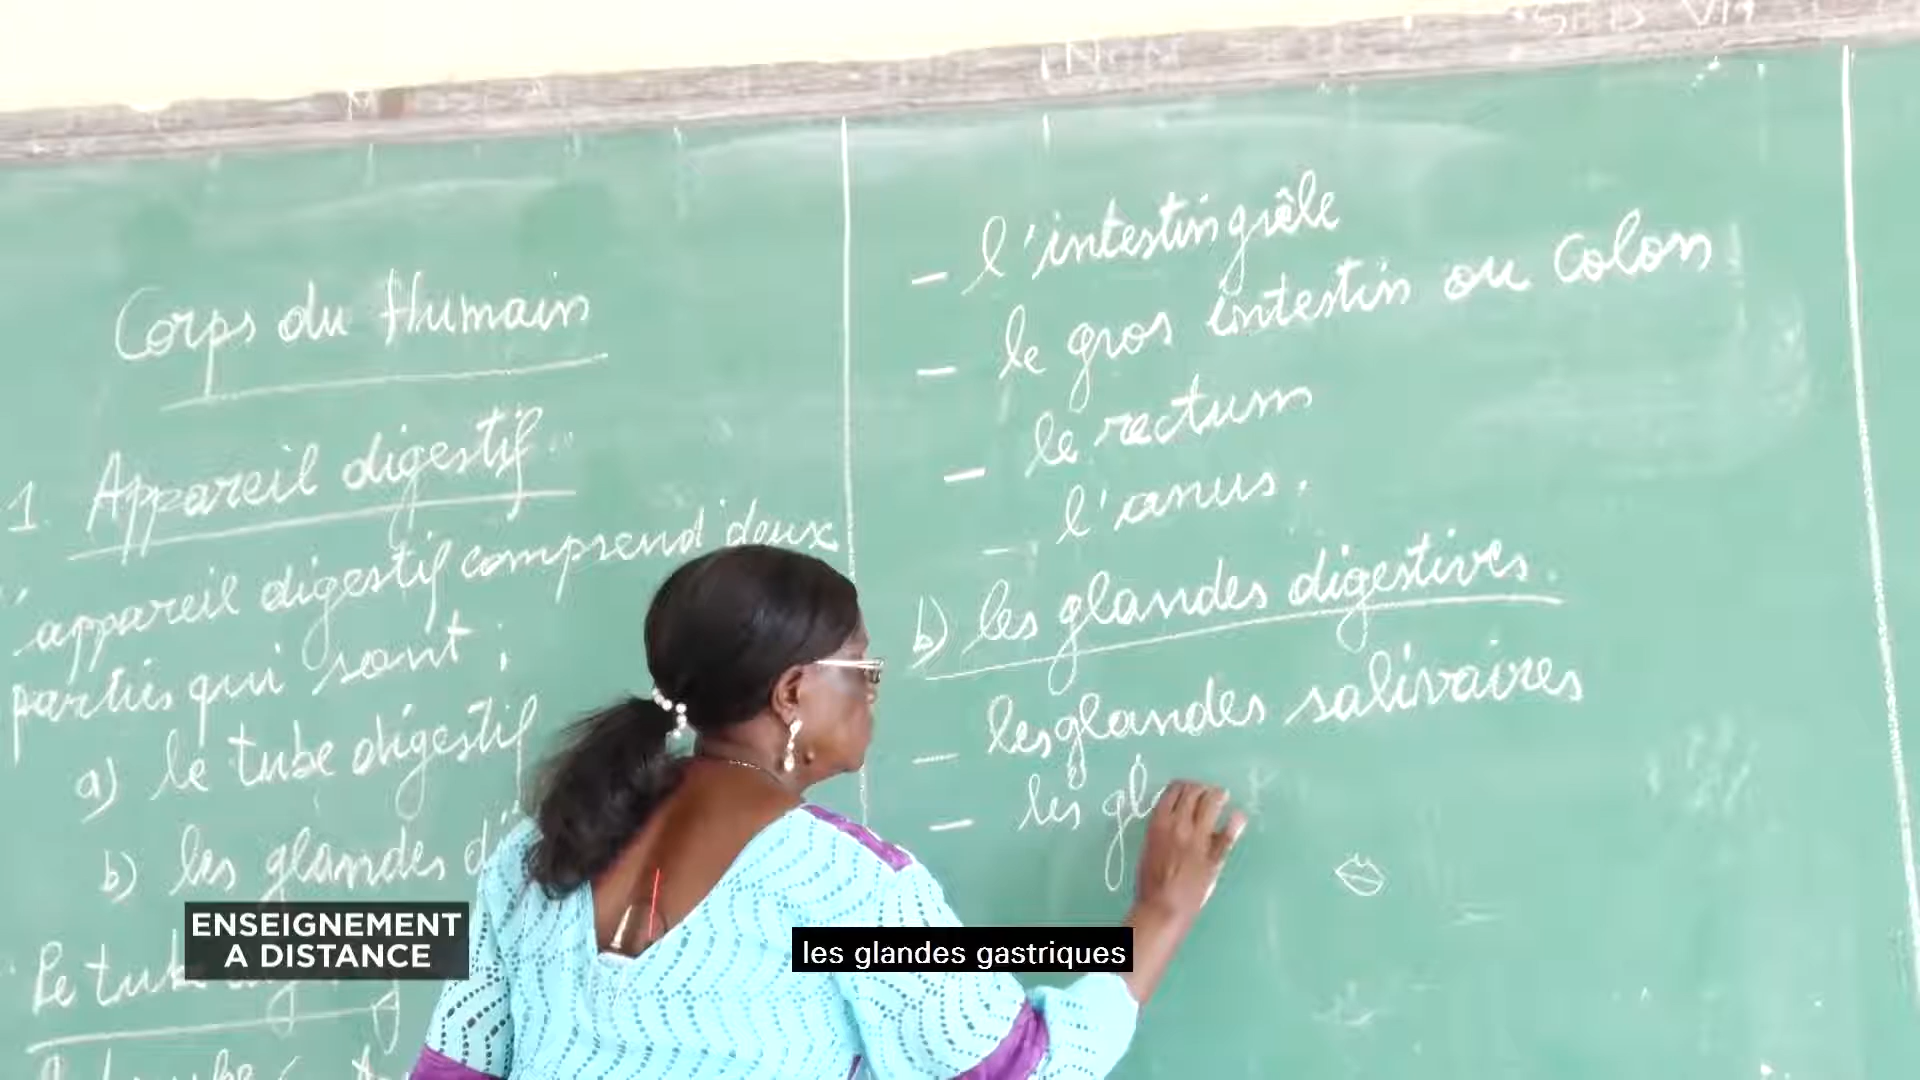 Corps du Humain
1. Appareil digestif.
appareil digestif comprend deux
parties qui sont :
a) le tube digestif
b) les glandes
Le tube
- l'intestin grêle
- le gros intestin ou colon
- le rectum
- l'anus.
b) les glandes digestives.
- les glandes salivaires
- les gl
ENSEIGNEMENT
A DISTANCE
les glandes gastriques